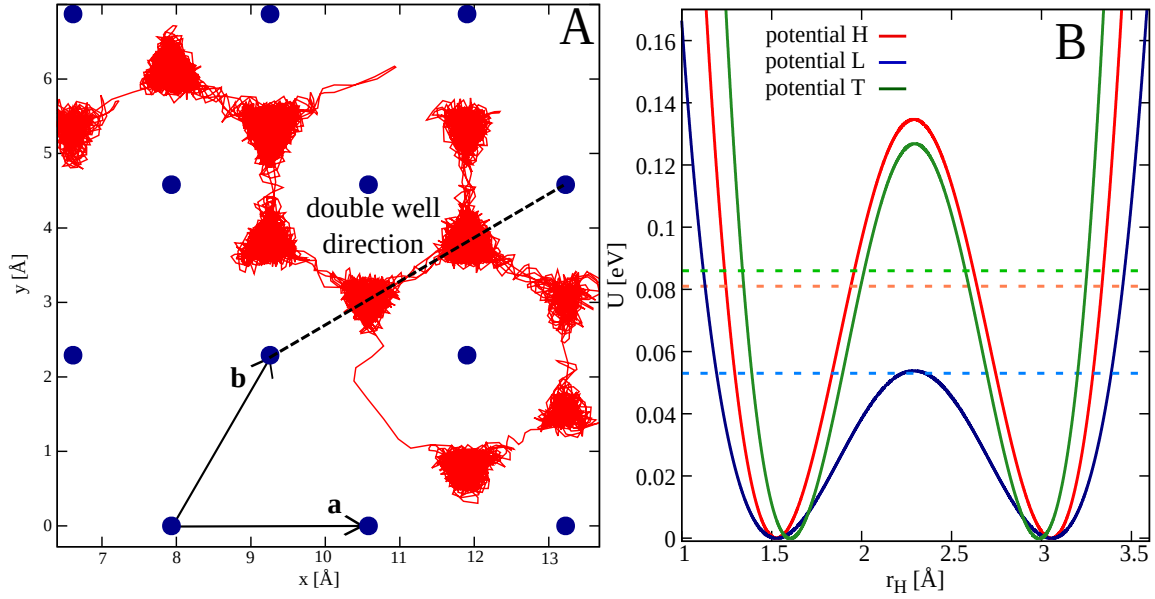 A
double well
direction
b
a
y [Å]
6
5
4
3
2
1
0
7 8 9 10 11 12 13
x [Å]
B
potential H
potential L
potential T
U [eV]
0.16
0.14
0.12
0.1
0.08
0.06
0.04
0.02
0
1 1.5 2 2.5 3 3.5
r_H [Å]